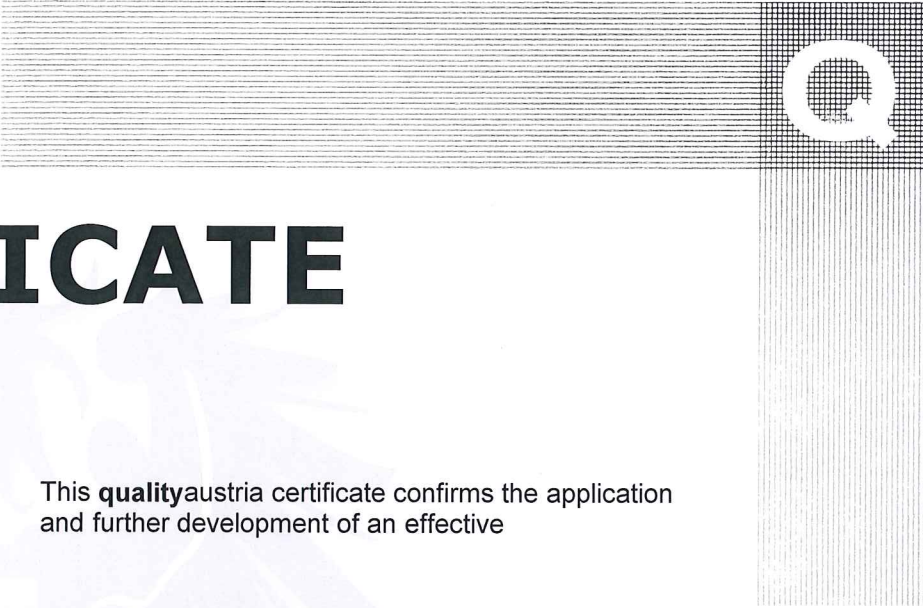 Q
ICATE
This qualityaustria certificate confirms the application
and further development of an effective